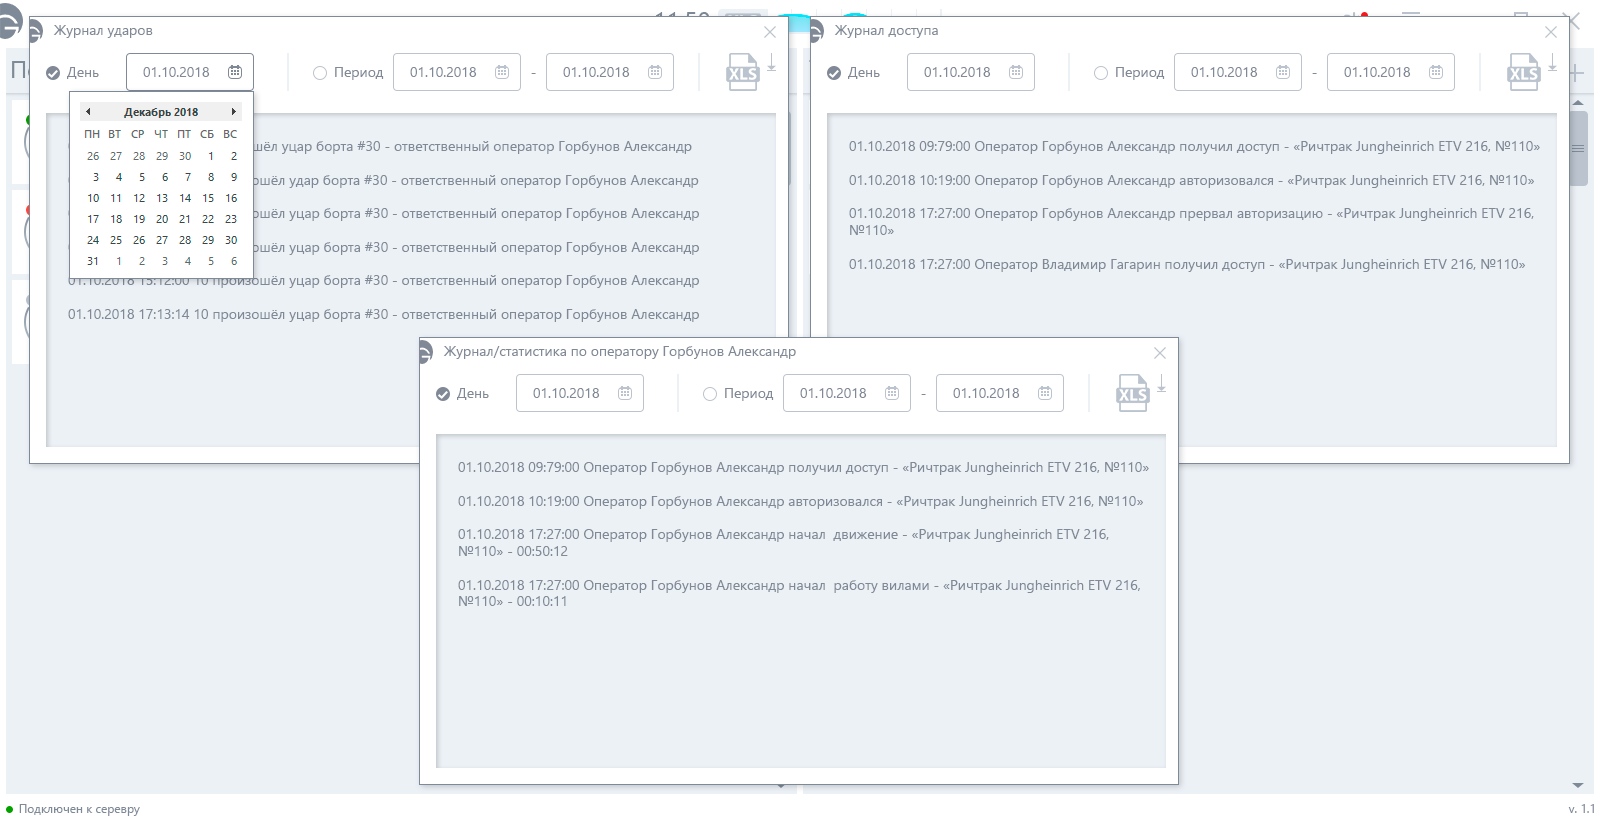 Журнал ударов
День
01.10.2018
Период
01.10.2018
-
01.10.2018
XLS
Декабрь 2018
ПН ВТ СР ЧТ ПТ СБ ВС
26 27 28 29 30 1 2
3 4 5 6 7 8 9
10 11 12 13 14 15 16
17 18 19 20 21 22 23
24 25 26 27 28 29 30
31 1 2 3 4 5 6
уцар борта #30 - ответственный оператор Горбунов Александр
удар борта #30 - ответственный оператор Горбунов Александр
уцар борта #30 - ответственный оператор Горбунов Александр
уцар борта #30 - ответственный оператор Горбунов Александр
01.10.2018 15:12:00 10 произошёл уцар борта #30 - ответственный оператор Горбунов Александр
01.10.2018 17:13:14 10 произошёл уцар борта #30 - ответственный оператор Горбунов Александр
Журнал доступа
День
01.10.2018
Период
01.10.2018
-
01.10.2018
XLS
01.10.2018 09:79:00 Оператор Горбунов Александр получил доступ - «Ричтрак Jungheinrich ETV 216, №110»
01.10.2018 10:19:00 Оператор Горбунов Александр авторизовался - «Ричтрак Jungheinrich ETV 216, №110»
01.10.2018 17:27:00 Оператор Горбунов Александр прервал авторизацию - «Ричтрак Jungheinrich ETV 216,
№110»
01.10.2018 17:27:00 Оператор Владимир Гагарин получил доступ - «Ричтрак Jungheinrich ETV 216, №110»
Журнал/статистика по оператору Горбунов Александр
День
01.10.2018
Период
01.10.2018
-
01.10.2018
XLS
01.10.2018 09:79:00 Оператор Горбунов Александр получил доступ - «Ричтрак Jungheinrich ETV 216, №110»
01.10.2018 10:19:00 Оператор Горбунов Александр авторизовался - «Ричтрак Jungheinrich ETV 216, №110»
01.10.2018 17:27:00 Оператор Горбунов Александр начал  движение - «Ричтрак Jungheinrich ETV 216,
№110» - 00:50:12
01.10.2018 17:27:00 Оператор Горбунов Александр начал  работу вилами - «Ричтрак Jungheinrich ETV 216,
№110» - 00:10:11
Подключен к серевру
v. 1.1